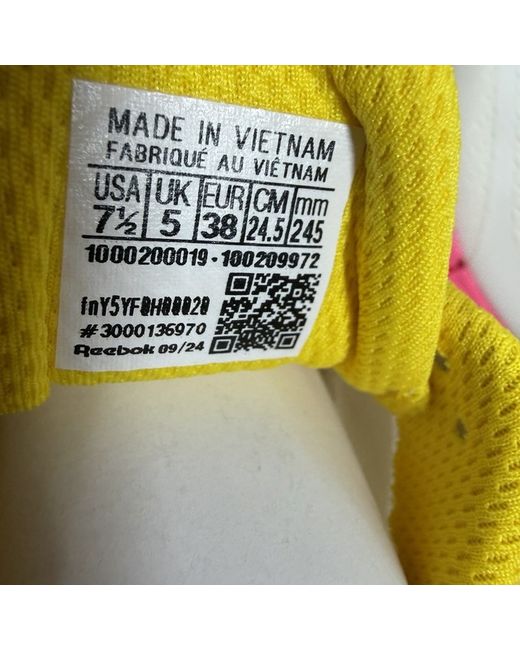 MADE IN VIETNAM
FABRIQUÉ AU VIÊTNAM
USA UK EUR CM mm
7½ 5 38 24.5 245
1000200019-100209972
fnY5YF0H00020
#3000136970
Reebok 09/24